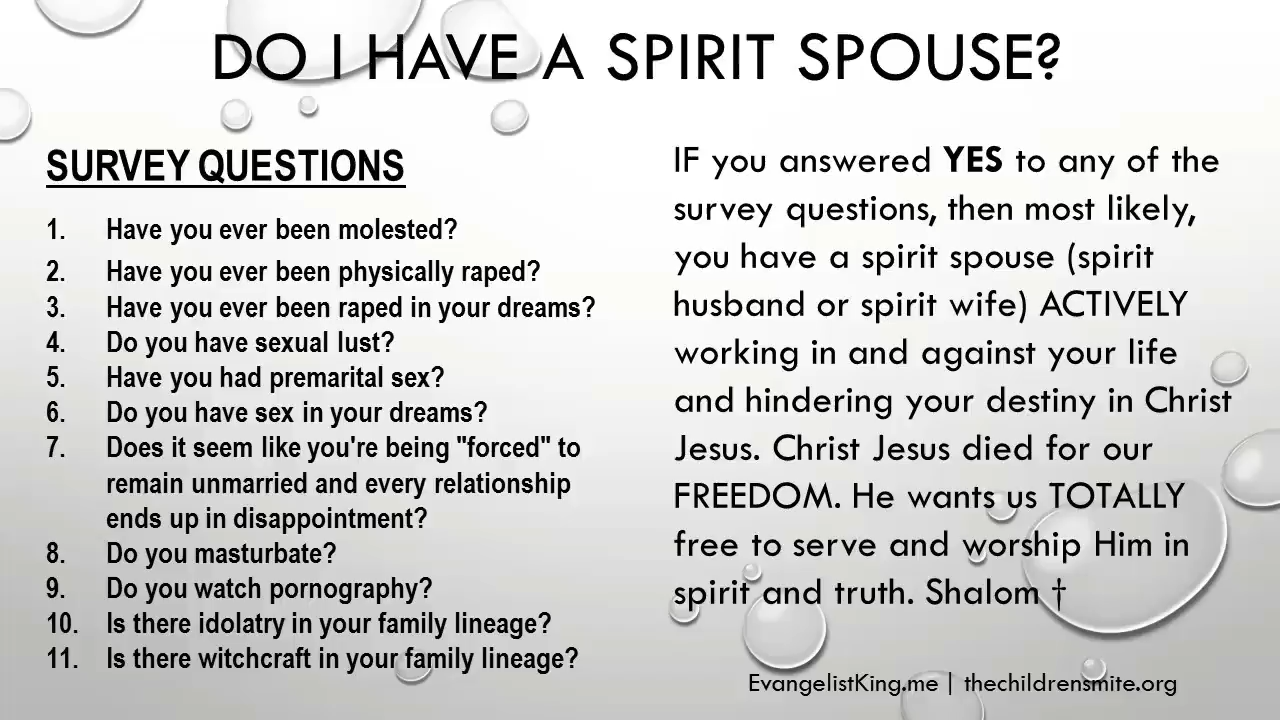 DO I HAVE A SPIRIT SPOUSE?
SURVEY QUESTIONS
1. Have you ever been molested?
2. Have you ever been physically raped?
3. Have you ever been raped in your dreams?
4. Do you have sexual lust?
5. Have you had premarital sex?
6. Do you have sex in your dreams?
7. Does it seem like you're being "forced" to
remain unmarried and every relationship
ends up in disappointment?
8. Do you masturbate?
9. Do you watch pornography?
10. Is there idolatry in your family lineage?
11. Is there witchcraft in your family lineage?
IF you answered YES to any of the
survey questions, then most likely,
you have a spirit spouse (spirit
husband or spirit wife) ACTIVELY
working in and against your life
and hindering your destiny in Christ
Jesus. Christ Jesus died for our
FREEDOM. He wants us TOTALLY
free to serve and worship Him in
spirit and truth. Shalom †
EvangelistKing.me | thechildrensmite.org